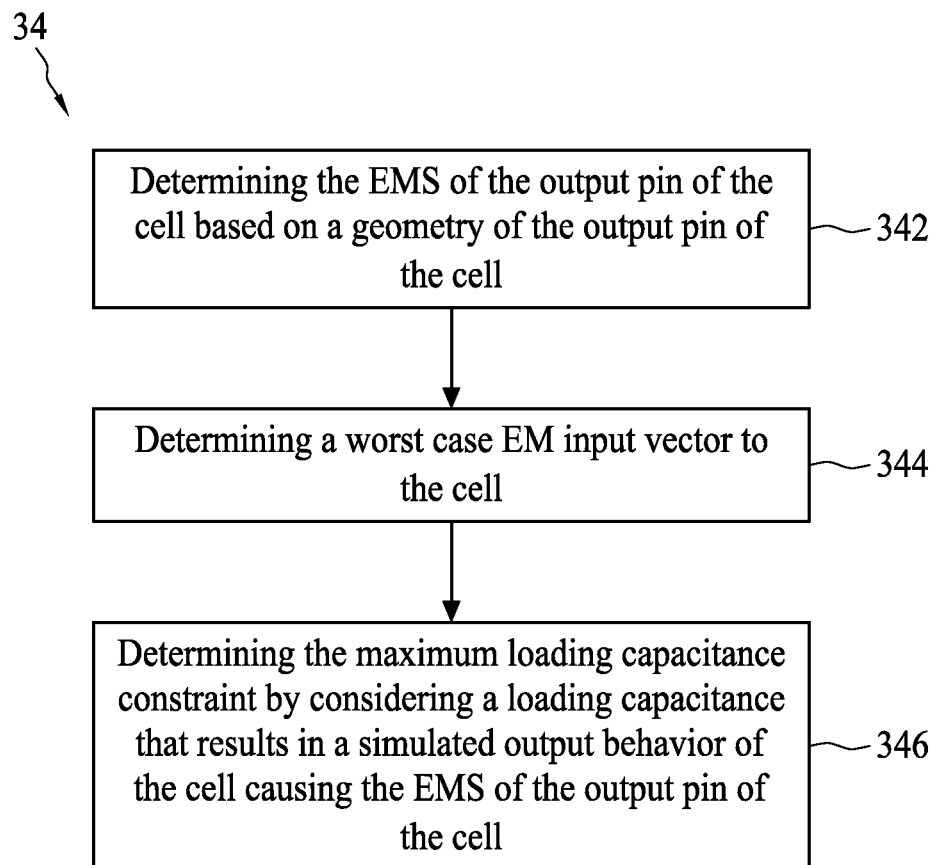 34
Determining the EMS of the output pin of the
cell based on a geometry of the output pin of
the cell
342
Determining a worst case EM input vector to
the cell
344
Determining the maximum loading capacitance
constraint by considering a loading capacitance
that results in a simulated output behavior of
the cell causing the EMS of the output pin of
the cell
346